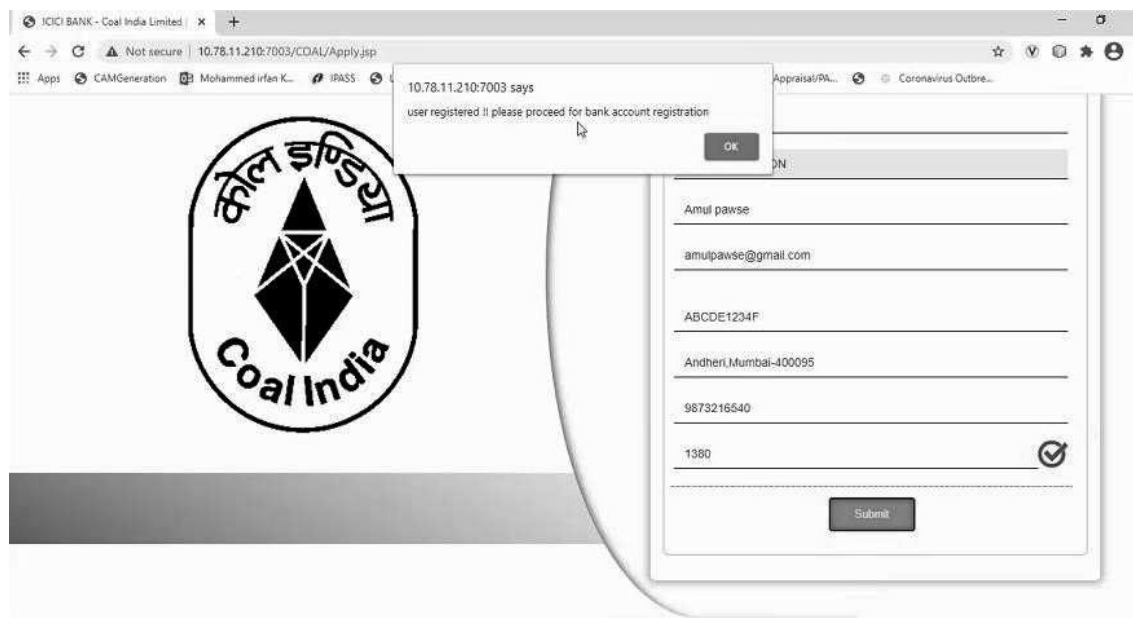 ICICI BANK - Coal India Limited
Not secure | 10.78.11.210:7003/COAL/Apply.jsp
Apps CAMGeneration Mohammed irfan K... IPASS Appraisal/PA... Coronavirus Outbre...
10.78.11.210:7003 says
user registered !! please proceed for bank account registration
OK
कोल इण्डिया
Coal India
ON
Amul pawse
amulpawse@gmail.com
ABCDE1234F
Andheri,Mumbai-400095
9873216540
1380
Submit